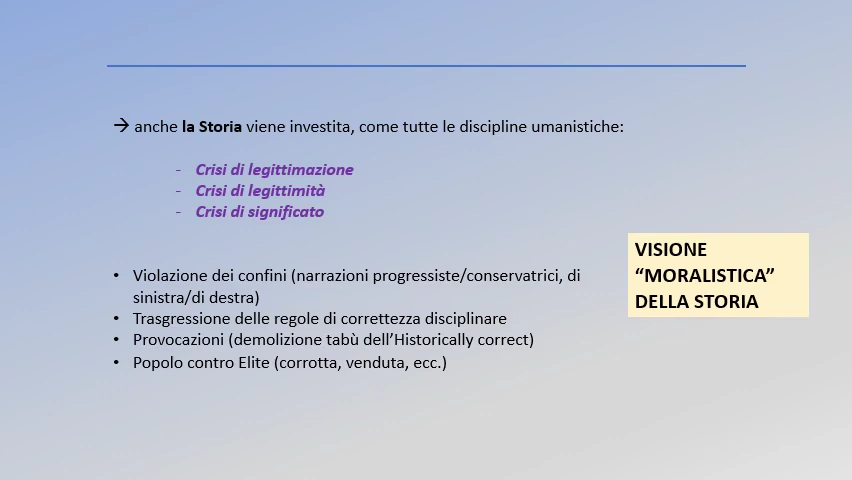 → anche la Storia viene investita, come tutte le discipline umanistiche:
- Crisi di legittimazione
- Crisi di legittimità
- Crisi di significato
• Violazione dei confini (narrazioni progressiste/conservatrici, di
sinistra/di destra)
• Trasgressione delle regole di correttezza disciplinare
• Provocazioni (demolizione tabù dell’Historically correct)
• Popolo contro Elite (corrotta, venduta, ecc.)
VISIONE
“MORALISTICA”
DELLA STORIA